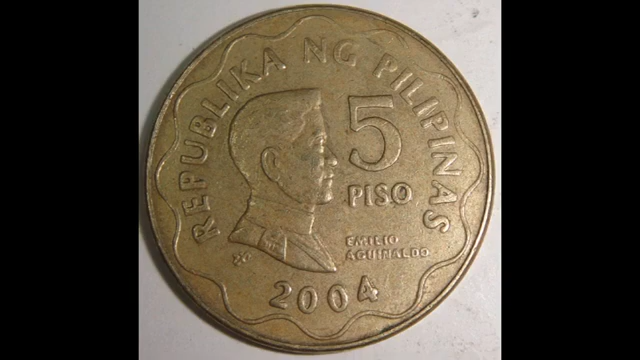 REPUBLIKA NG PILIPINAS
5
PISO
EMILIO
AGUINALDO
2004